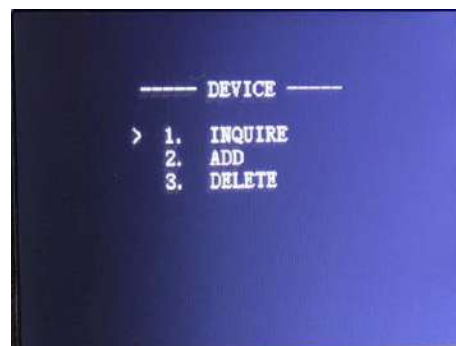 ----- DEVICE -----
> 1. INQUIRE
2. ADD
3. DELETE